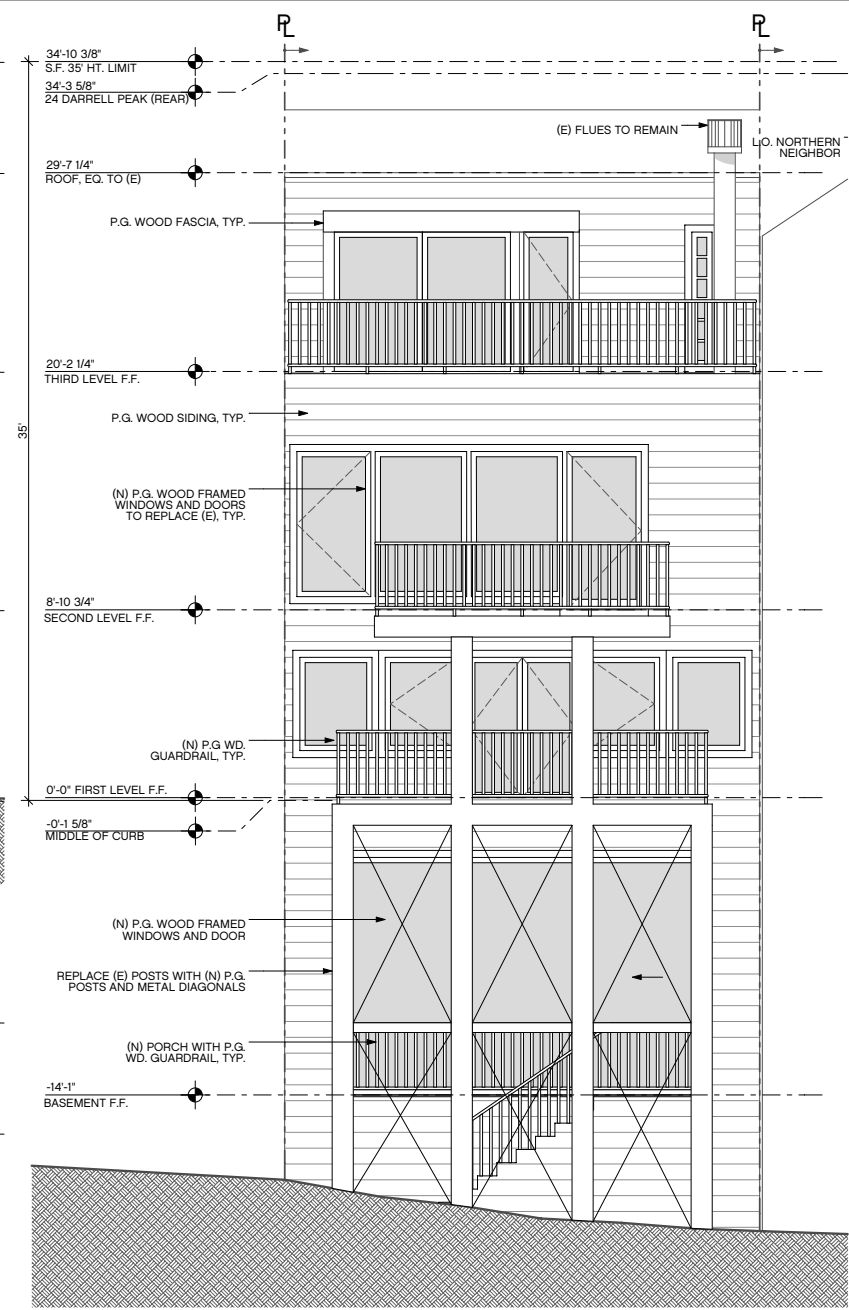 PL
PL
34'-10 3/8"
S.F. 35' HT. LIMIT
34'-3 5/8"
24 DARRELL PEAK (REAR)
(E) FLUES TO REMAIN
L.O. NORTHERN
NEIGHBOR
29'-7 1/4"
ROOF, EQ. TO (E)
P.G. WOOD FASCIA, TYP.
20'-2 1/4"
THIRD LEVEL F.F.
P.G. WOOD SIDING, TYP.
35'
(N) P.G. WOOD FRAMED
WINDOWS AND DOORS
TO REPLACE (E), TYP.
8'-10 3/4"
SECOND LEVEL F.F.
(N) P.G WD.
GUARDRAIL, TYP.
0'-0" FIRST LEVEL F.F.
-0'-1 5/8"
MIDDLE OF CURB
(N) P.G. WOOD FRAMED
WINDOWS AND DOOR
REPLACE (E) POSTS WITH (N) P.G.
POSTS AND METAL DIAGONALS
(N) PORCH WITH P.G.
WD. GUARDRAIL, TYP.
-14'-1"
BASEMENT F.F.